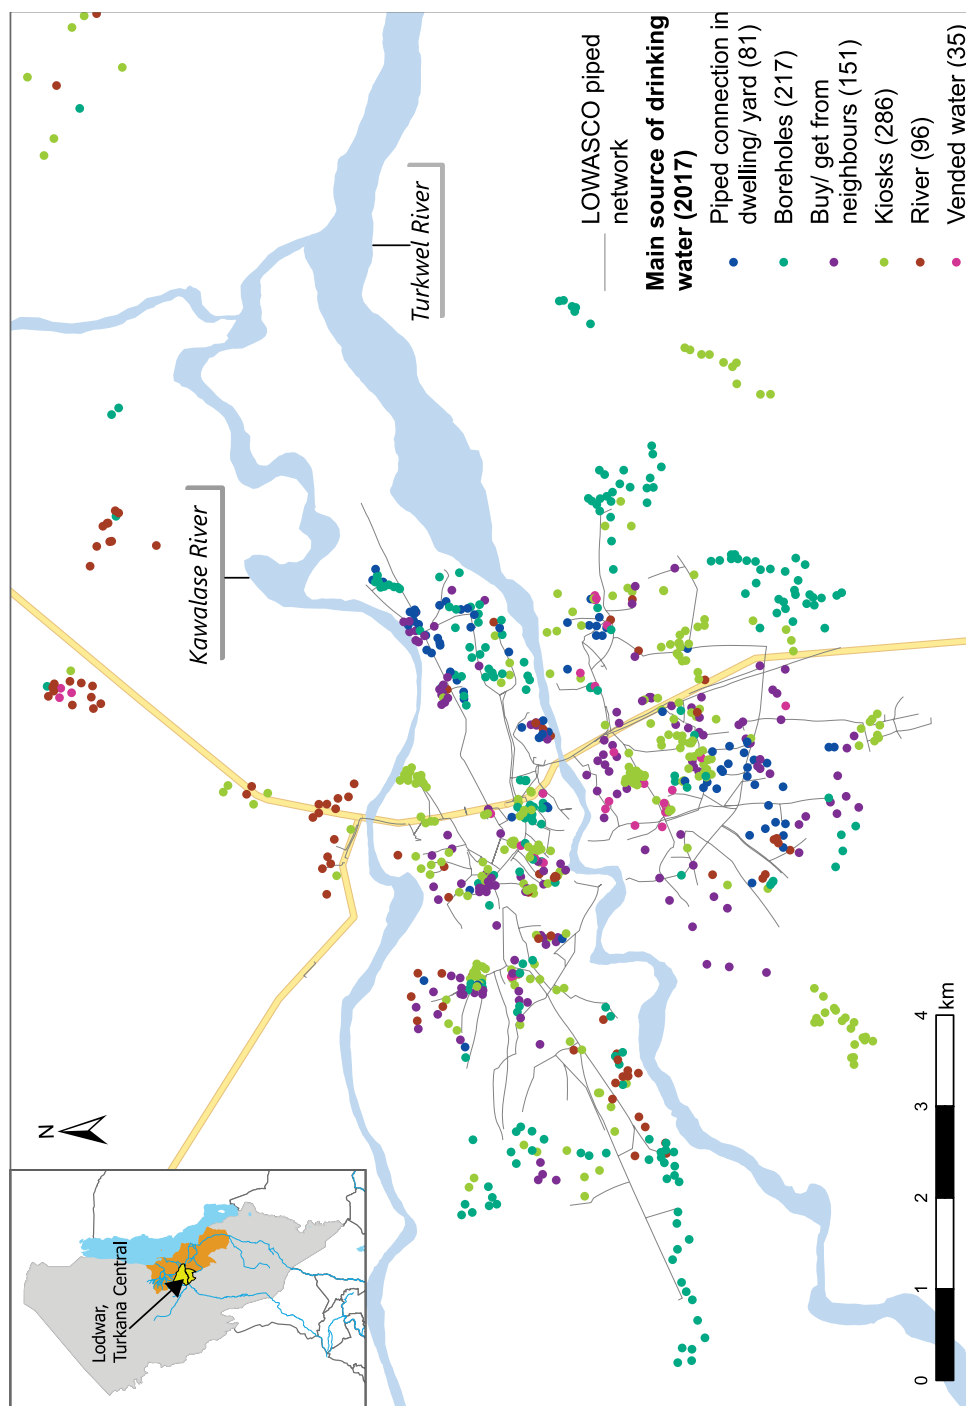 Lodwar,
Turkana Central
N
Kawalase River
Turkwel River
LOWASCO piped
network
Main source of drinking
water (2017)
Piped connection in
dwelling/ yard (81)
Boreholes (217)
Buy/ get from
neighbours (151)
Kiosks (286)
River (96)
Vended water (35)
0 1 2 3 4
km